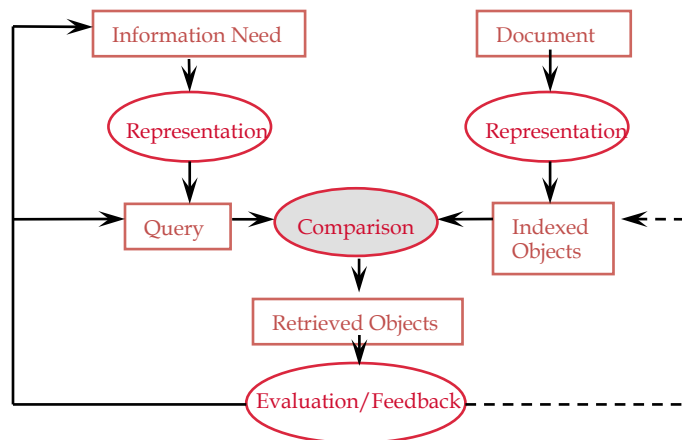 Information Need
Document
Representation
Representation
Query
Comparison
Indexed
Objects
Retrieved Objects
Evaluation/Feedback